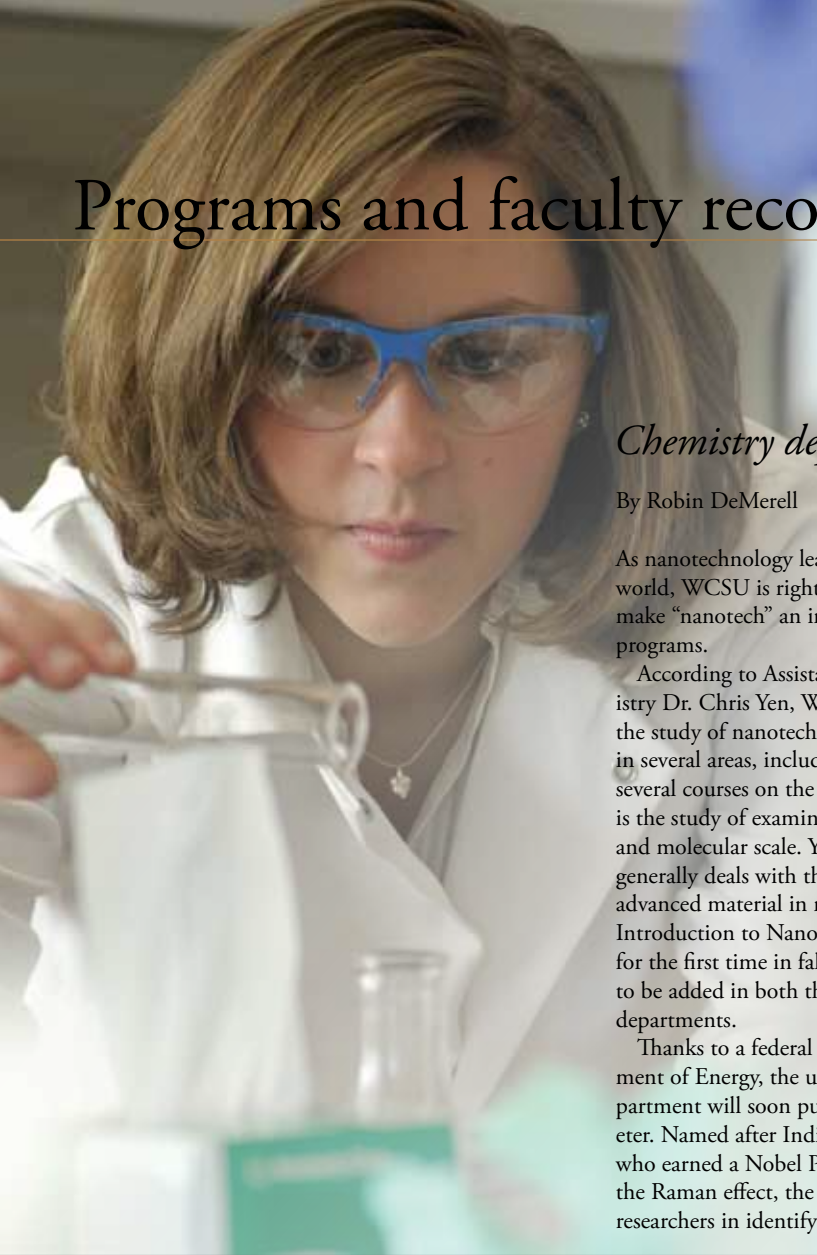 Programs and faculty reco
Chemistry de
By Robin DeMerell
As nanotechnology lea
world, WCSU is right
make “nanotech” an in
programs.
According to Assista
istry Dr. Chris Yen, W
the study of nanotech
in several areas, includ
several courses on the
is the study of examin
and molecular scale. Y
generally deals with th
advanced material in
Introduction to Nano
for the first time in fal
to be added in both th
departments.
Thanks to a federal
ment of Energy, the u
partment will soon pu
eter. Named after Indi
who earned a Nobel P
the Raman effect, the
researchers in identify